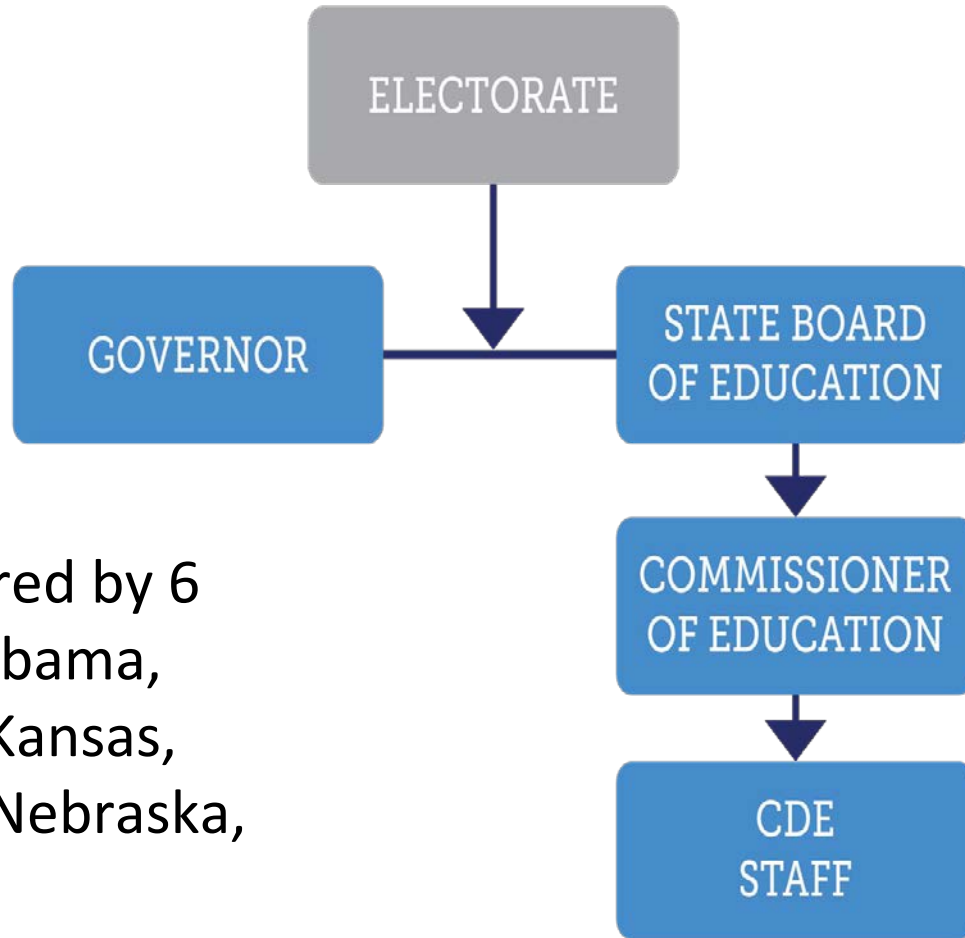 ELECTORATE
GOVERNOR
STATE BOARD
OF EDUCATION
COMMISSIONER
OF EDUCATION
CDE
STAFF
red by 6
bama,
Kansas,
Nebraska,